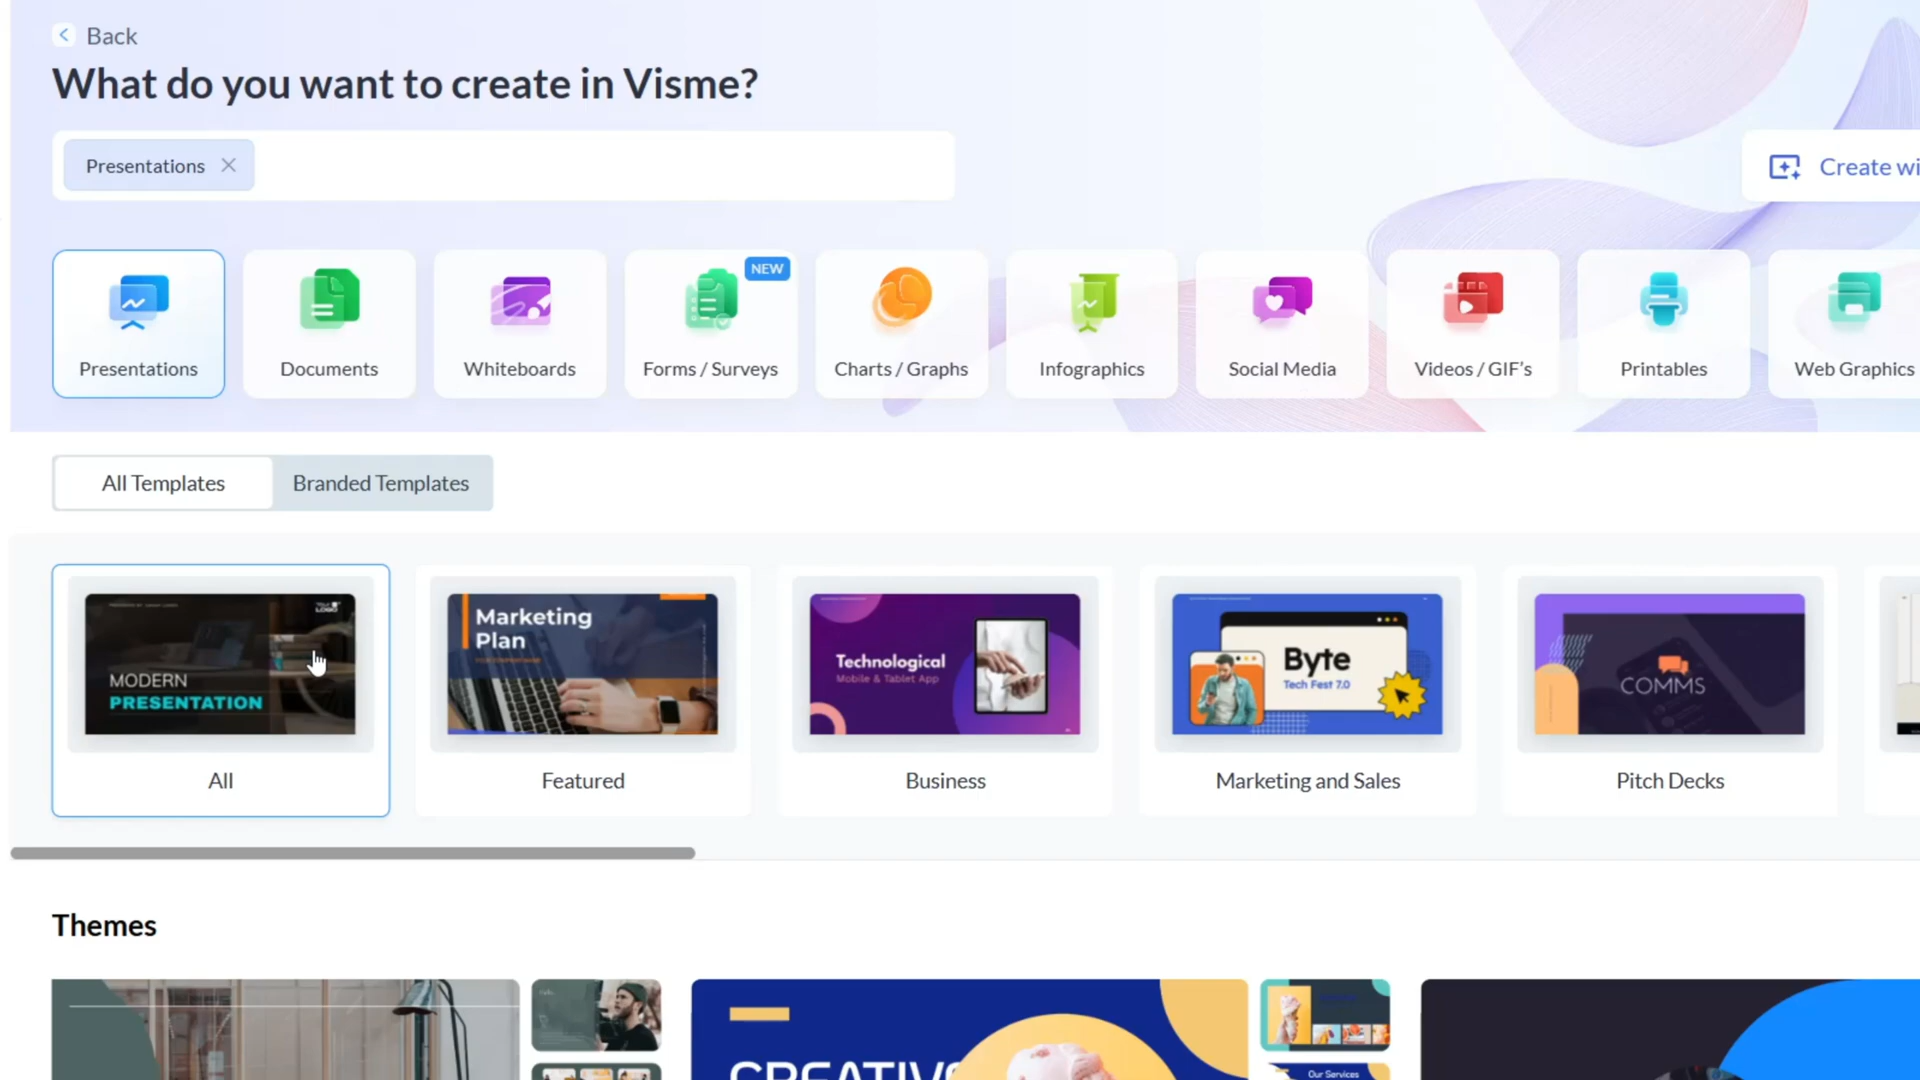 Back
What do you want to create in Visme?
Presentations
Create wi
NEW
Presentations
Documents
Whiteboards
Forms / Surveys
Charts / Graphs
Infographics
Social Media
Videos / GIF's
Printables
Web Graphics
All Templates
Branded Templates
MODERN
PRESENTATION
All
Marketing
Plan
Featured
Technological
Mobile & Tablet App
Business
Byte
Tech Fest 7.0
Marketing and Sales
COMMS
Pitch Decks
Themes
CREATIVE
Our Services